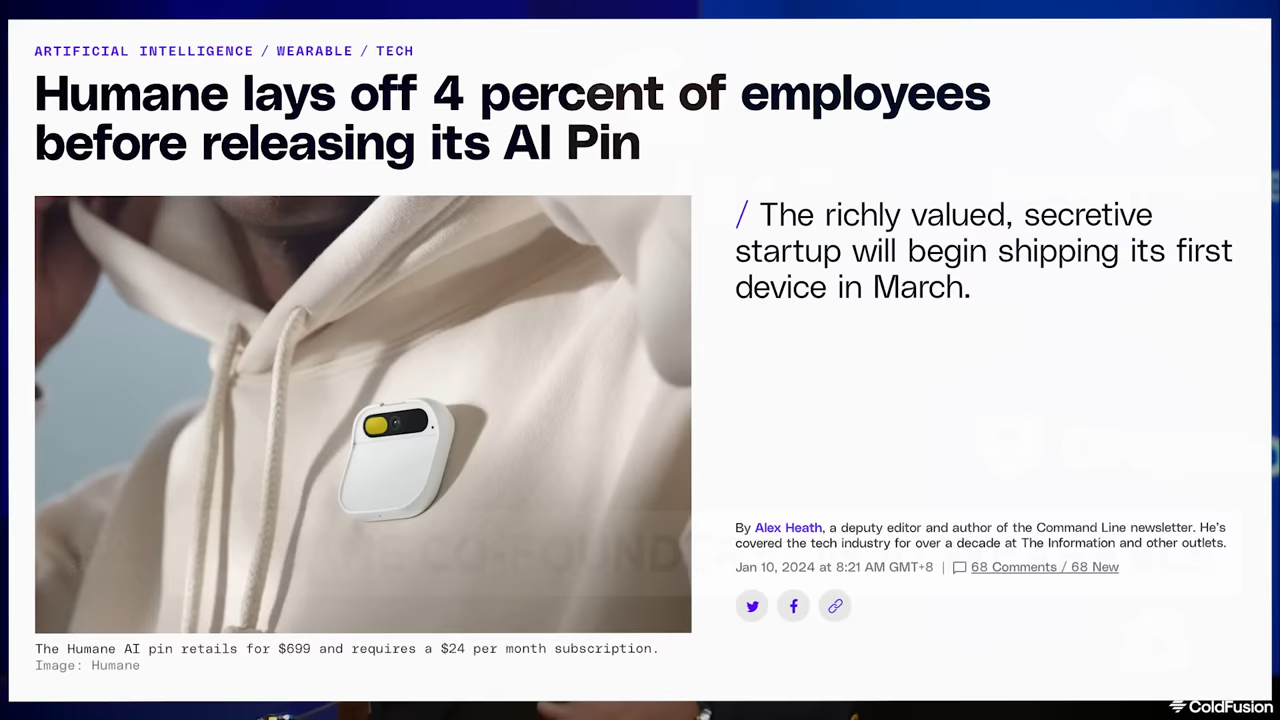 ARTIFICIAL INTELLIGENCE / WEARABLE / TECH
Humane lays off 4 percent of employees
before releasing its AI Pin
/ The richly valued, secretive
startup will begin shipping its first
device in March.
By Alex Heath, a deputy editor and author of the Command Line newsletter. He's
covered the tech industry for over a decade at The Information and other outlets.
Jan 10, 2024 at 8:21 AM GMT+8 | 68 Comments / 68 New
The Humane AI pin retails for $699 and requires a $24 per month subscription.
Image: Humane
ColdFusion